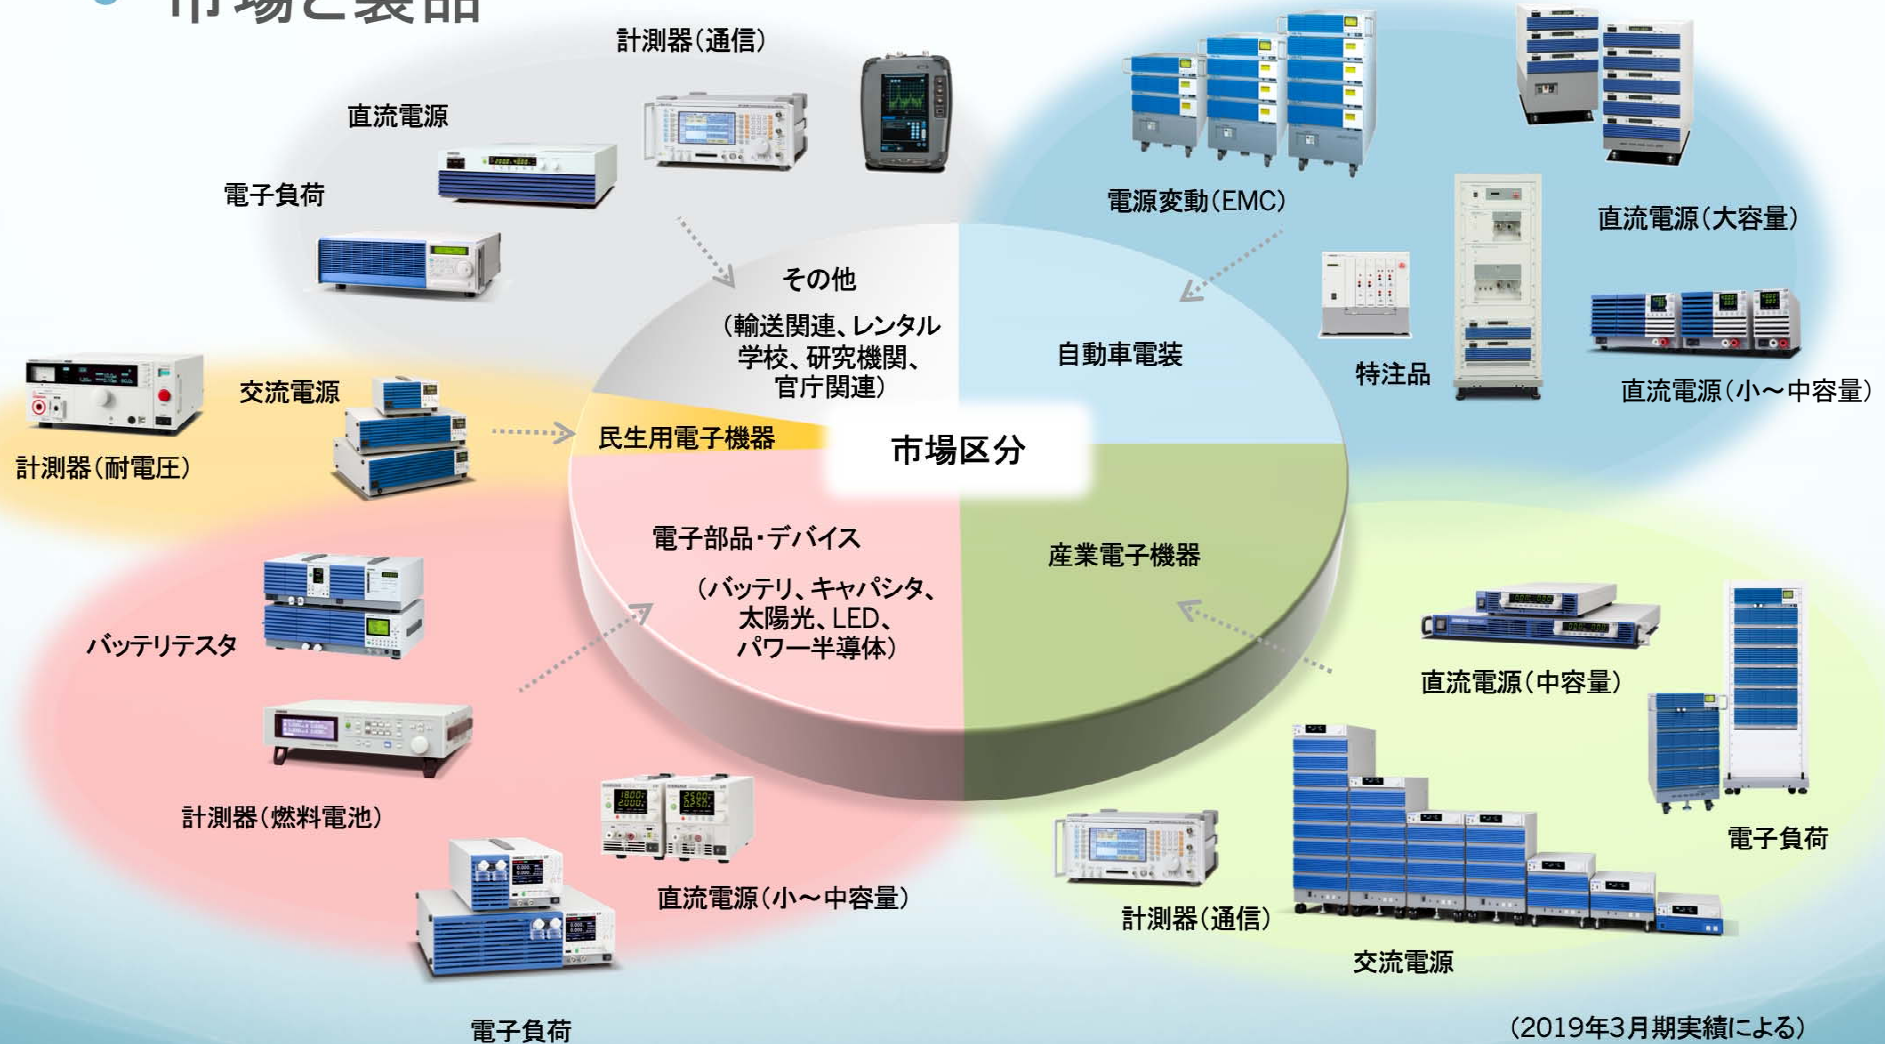 市場と製品
計測器(通信)
直流電源
電子負荷
その他
(輸送関連、レンタル
学校、研究機関、
官庁関連)
電源変動(EMC)
直流電源(大容量)
特注品
直流電源(小~中容量)
自動車電装
交流電源
計測器(耐電圧)
民生用電子機器
市場区分
電子部品・デバイス
(バッテリ、キャパシタ、
太陽光、LED、
パワー半導体)
産業電子機器
バッテリテスタ
計測器(燃料電池)
直流電源(小~中容量)
電子負荷
直流電源(中容量)
電子負荷
計測器(通信)
交流電源
(2019年3月期実績による)